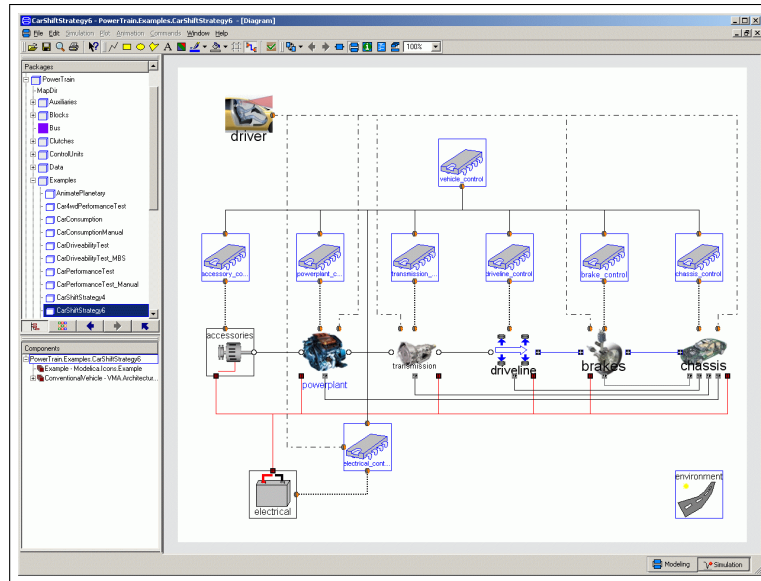 CarShiftStrategy6 - PowerTrain.Examples.CarShiftStrategy6 - [Diagram]
File Edit Simulation Plot Animation Commands Window Help
100%
Packages
PowerTrain
MapDir
Auxiliaries
Blocks
Bus
Clutches
ControlUnits
Data
Examples
AnimatePlanetary
Car4wdPerformanceTest
CarConsumption
CarConsumptionManual
CarDriveabilityTest
CarDriveabilityTest_MBS
CarPerformanceTest
CarPerformanceTest_Manual
CarShiftStrategy4
CarShiftStrategy6
Components
PowerTrain.Examples.CarShiftStrategy6
Example - Modelica.Icons.Example
ConventionalVehicle - VMA.Architectur...
driver
vehicle_control
accessory_co...
powerplant_c...
transmission_...
driveline_control
brake_control
chassis_control
accessories
powerplant
transmission
driveline
brakes
chassis
electrical_cont...
electrical
environment
Modeling
Simulation